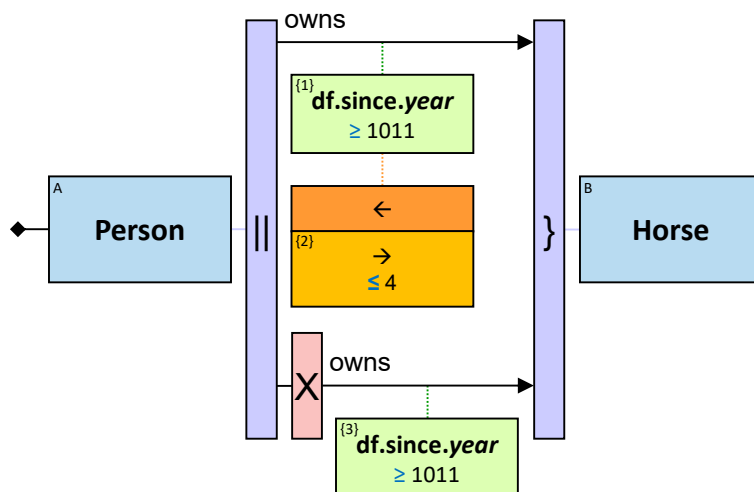 owns
{1}
df.since.year
≥ 1011
A
Person
||
←
{2}
→
≤ 4
}
B
Horse
X
owns
{3}
df.since.year
≥ 1011